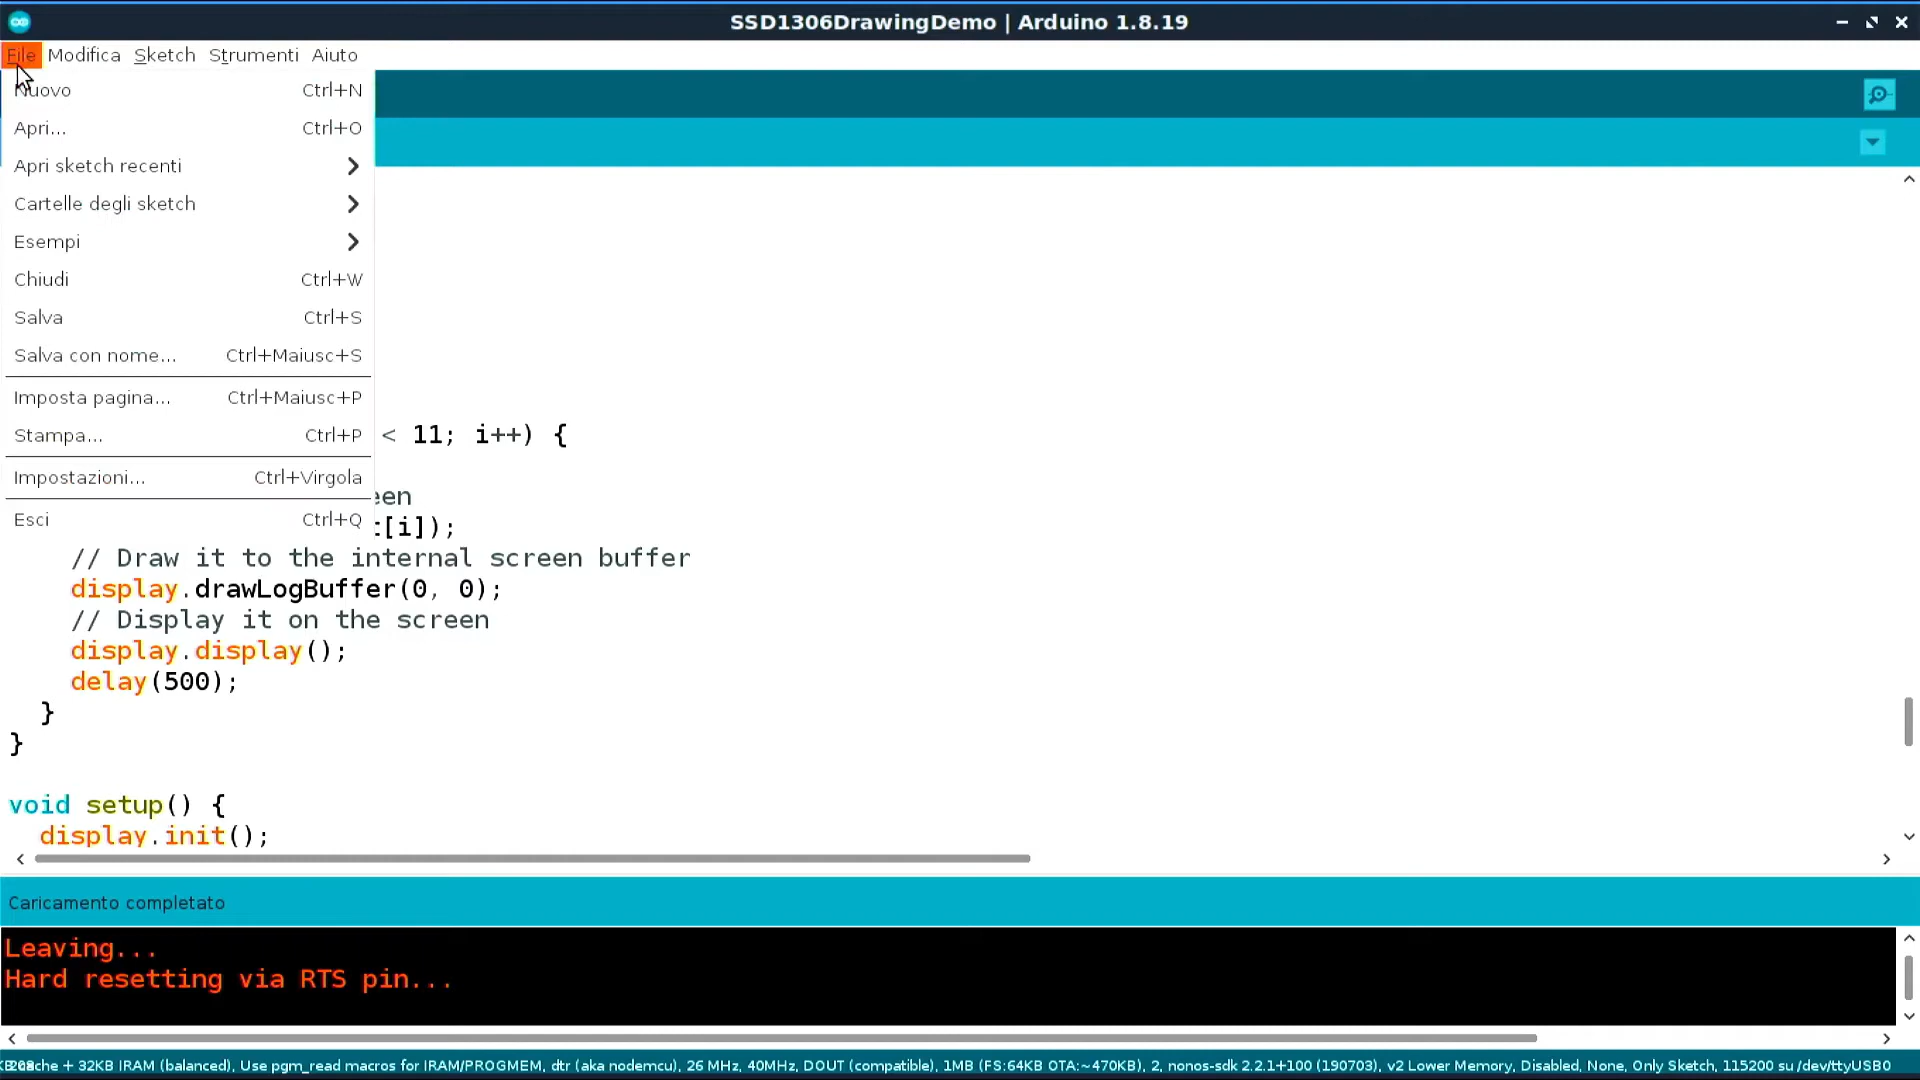 SSD1306DrawingDemo | Arduino 1.8.19
File Modifica Sketch Strumenti Aiuto
Nuovo Ctrl+N
Apri... Ctrl+O
Apri sketch recenti
Cartelle degli sketch
Esempi
Chiudi Ctrl+W
Salva Ctrl+S
Salva con nome... Ctrl+Maiusc+S
Imposta pagina... Ctrl+Maiusc+P
Stampa... Ctrl+P
< 11; i++) {
Impostazioni... Ctrl+Virgola
een
Esci Ctrl+Q
[i]);
// Draw it to the internal screen buffer
display.drawLogBuffer(0, 0);
// Display it on the screen
display.display();
delay(500);
}
}
void setup() {
display.init();
Caricamento completato
Leaving...
Hard resetting via RTS pin...
cache + 32KB IRAM (balanced), Use pgm_read macros for IRAM/PROGMEM, dtr (aka nodemcu), 26 MHz, 40MHz, DOUT (compatible), 1MB (FS:64KB OTA:~470KB), 2, nonos-sdk 2.2.1+100 (190703), v2 Lower Memory, Disabled, None, Only Sketch, 115200 su /dev/ttyUSB0